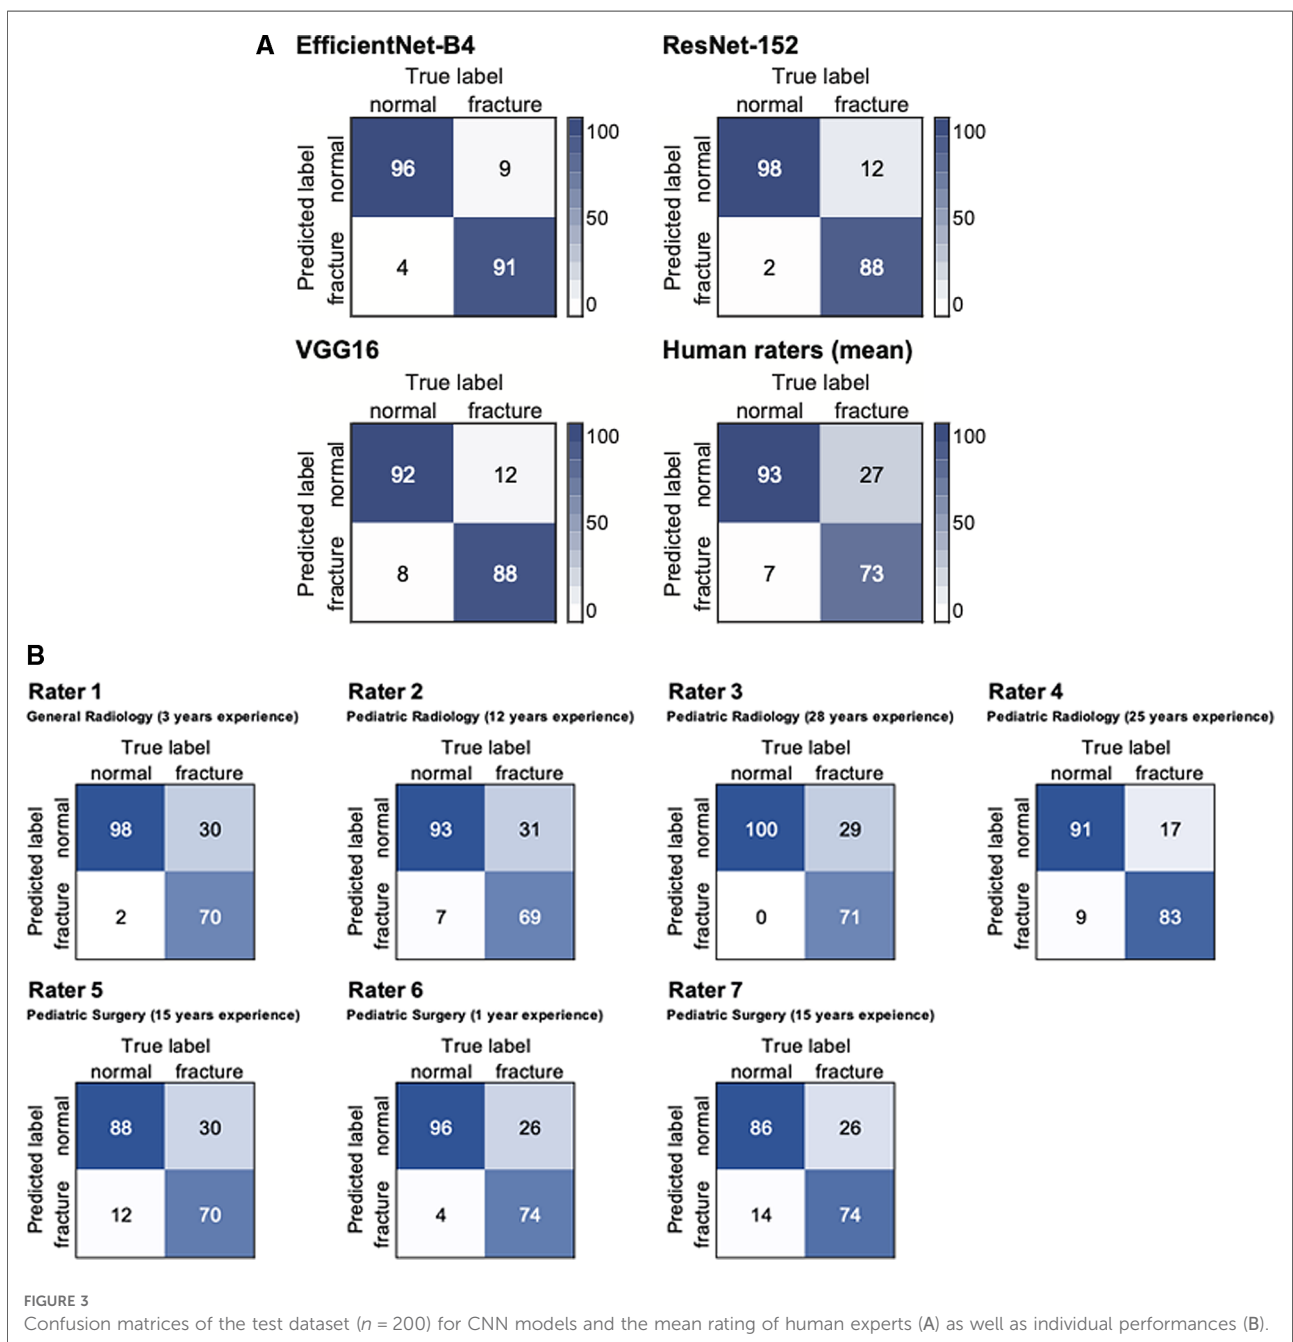 A EfficientNet-B4 ResNet-152
True label True label
normal fracture normal fracture
Predicted label normal 96 9 100 Predicted label normal 98 12 100
50 50
fracture 4 91 0 fracture 2 88 0
VGG16 Human raters (mean)
True label True label
normal fracture normal fracture
Predicted label normal 92 12 100 Predicted label normal 93 27 100
50 50
fracture 8 88 0 fracture 7 73 0
B
Rater 1 Rater 2 Rater 3 Rater 4
General Radiology (3 years experience) Pediatric Radiology (12 years experience) Pediatric Radiology (28 years experience) Pediatric Radiology (25 years experience)
True label True label True label True label
normal fracture normal fracture normal fracture normal fracture
Predicted label normal 98 30 Predicted label normal 93 31 Predicted label normal 100 29 Predicted label normal 91 17
fracture 2 70 fracture 7 69 fracture 0 71 fracture 9 83
Rater 5 Rater 6 Rater 7
Pediatric Surgery (15 years experience) Pediatric Surgery (1 year experience) Pediatric Surgery (15 years expeience)
True label True label True label
normal fracture normal fracture normal fracture
Predicted label normal 88 30 Predicted label normal 96 26 Predicted label normal 86 26
fracture 12 70 fracture 4 74 fracture 14 74
FIGURE 3
Confusion matrices of the test dataset (n = 200) for CNN models and the mean rating of human experts (A) as well as individual performances (B).